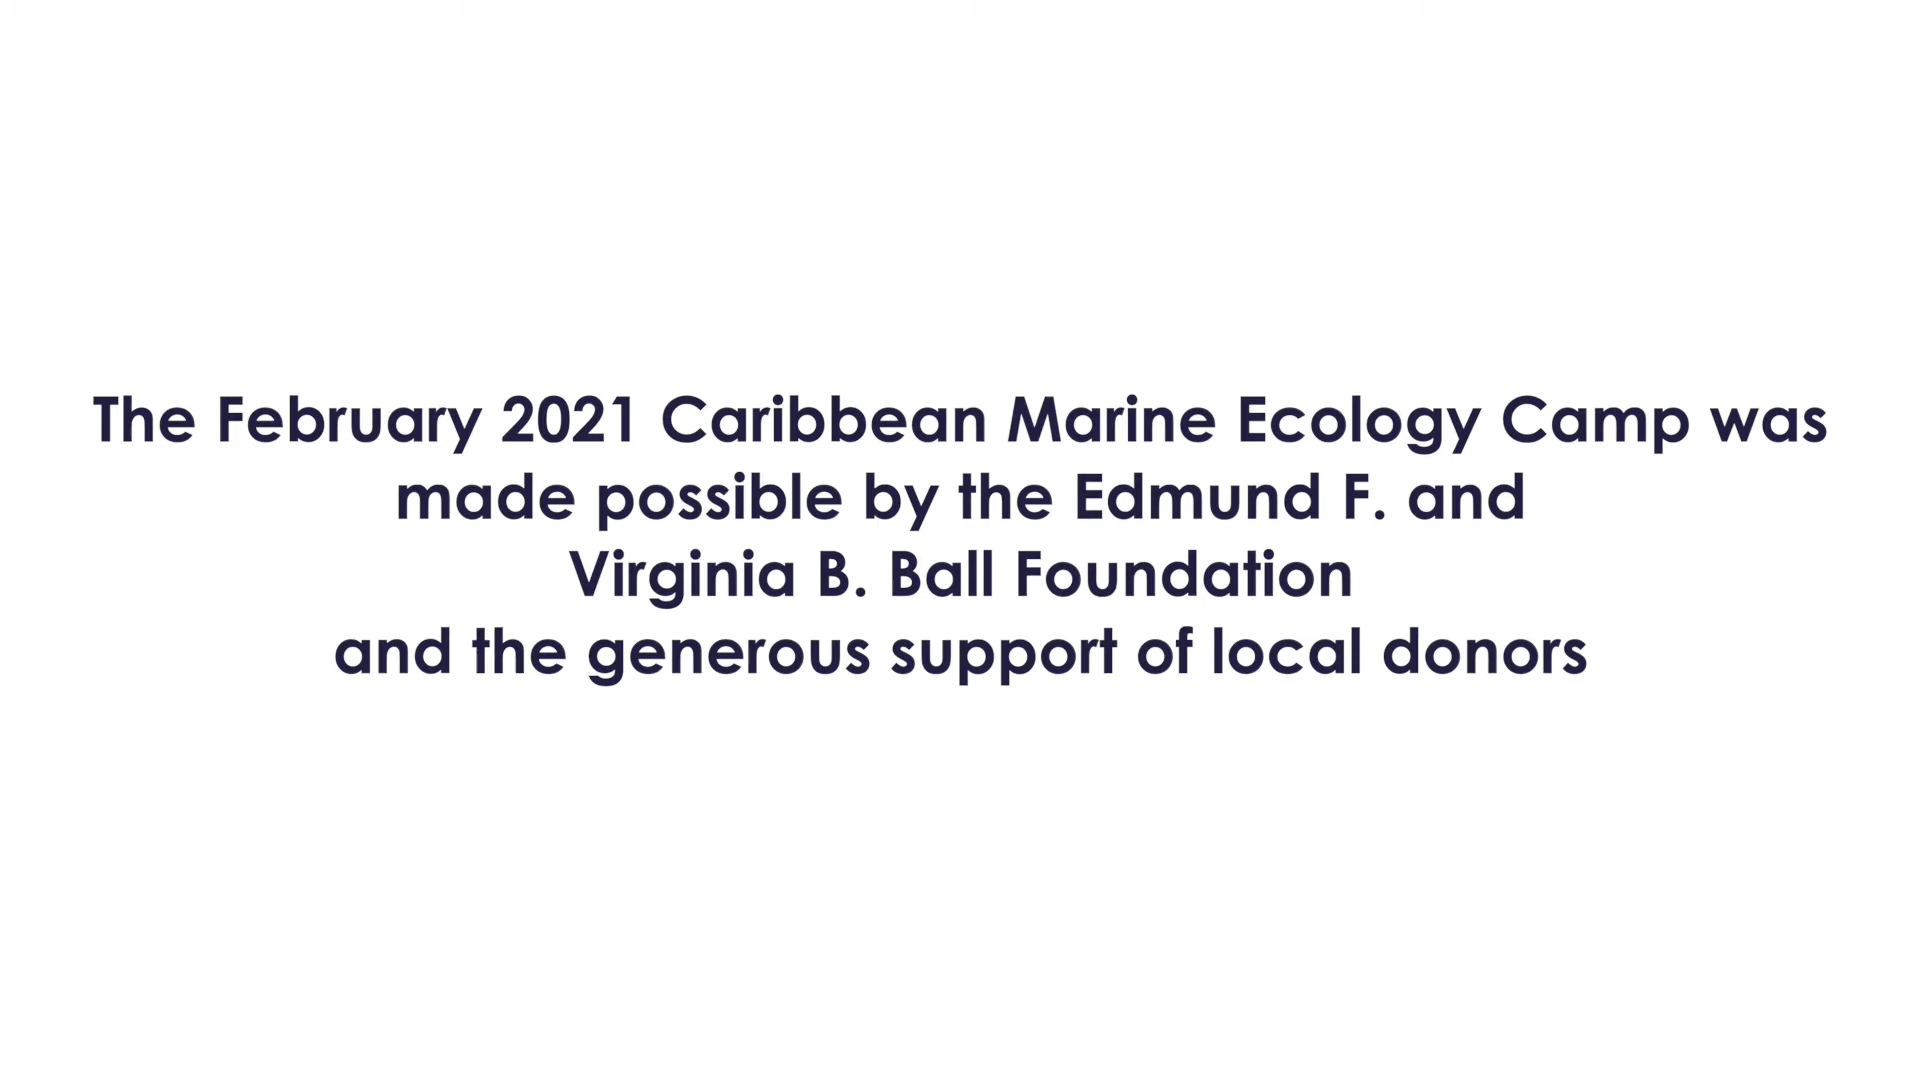 The February 2021 Caribbean Marine Ecology Camp was
made possible by the Edmund F. and
Virginia B. Ball Foundation
and the generous support of local donors